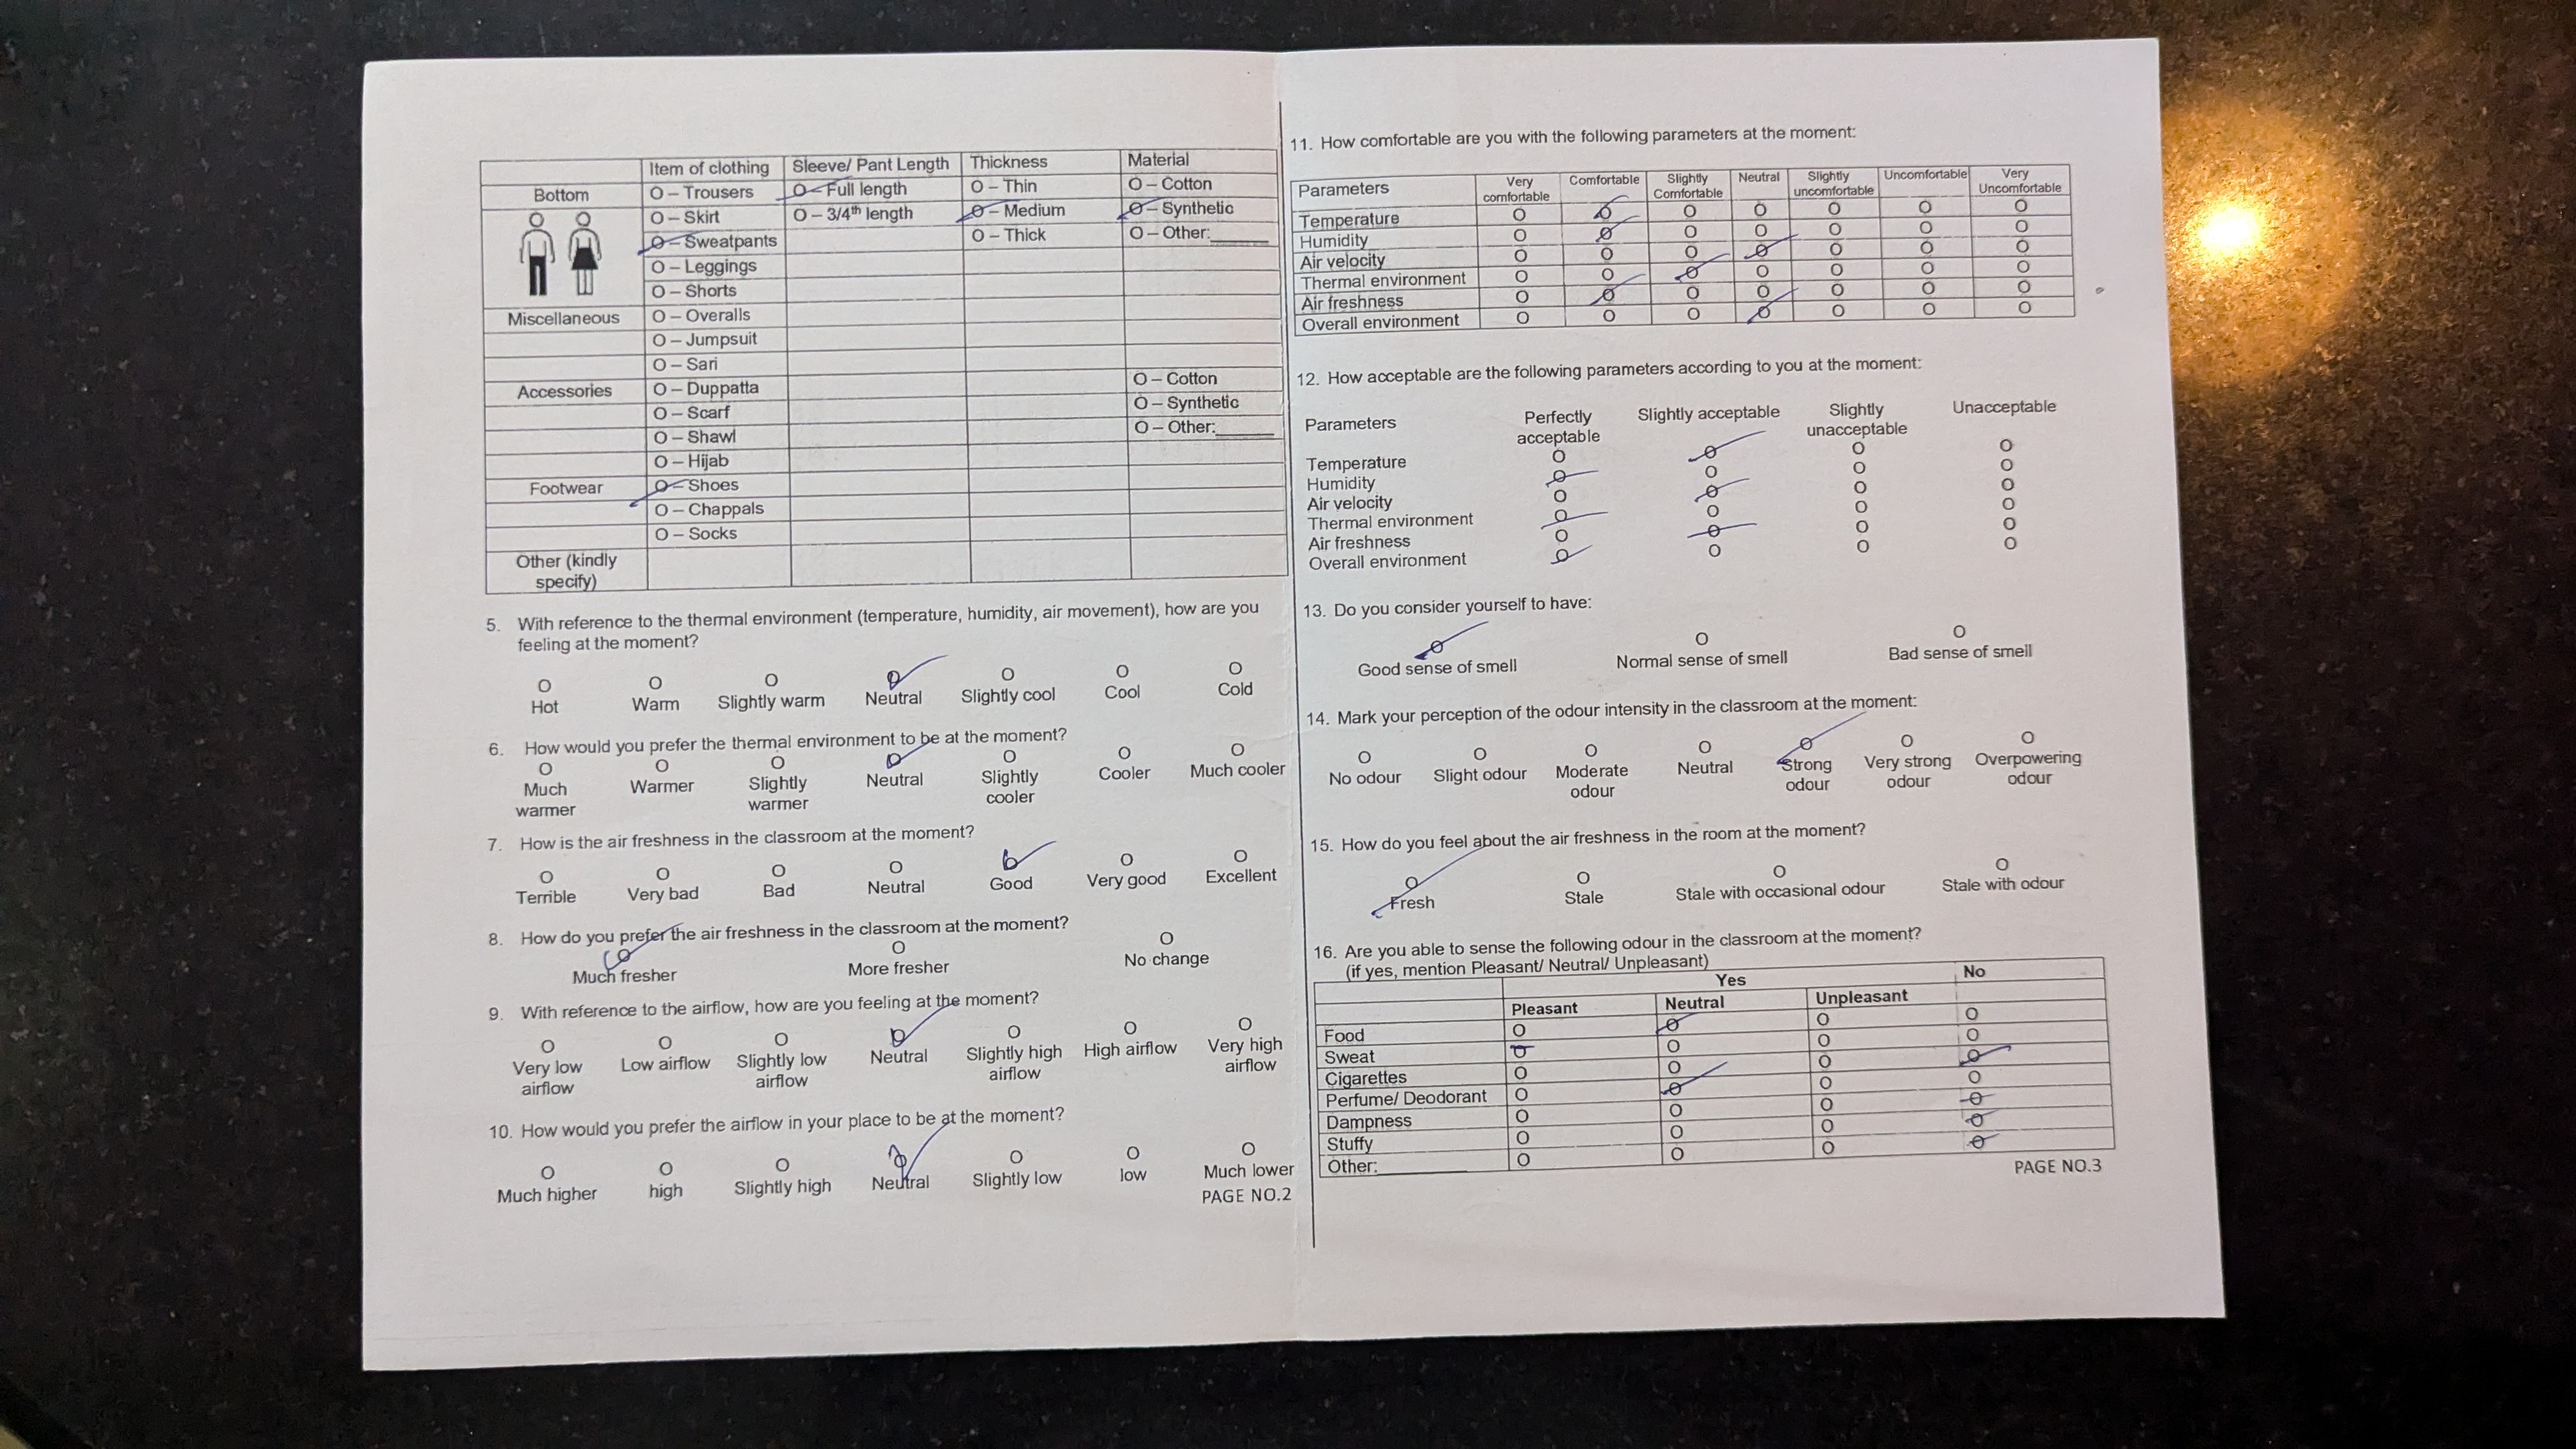 Item of clothing Sleeve/ Pant Length Thickness Material
Bottom O – Trousers O – Full length O – Thin O – Cotton
O – Skirt O – 3/4th length O – Medium O – Synthetic
O – Sweatpants O – Thick O – Other:______
O – Leggings
O – Shorts
Miscellaneous O – Overalls
O – Jumpsuit
O – Sari
Accessories O – Duppatta O – Cotton
O – Scarf O – Synthetic
O – Shawl O – Other:______
O – Hijab
Footwear O – Shoes
O – Chappals
O – Socks
Other (kindly
specify)
5. With reference to the thermal environment (temperature, humidity, air movement), how are you
feeling at the moment?
O O O O O O O
Hot Warm Slightly warm Neutral Slightly cool Cool Cold
6. How would you prefer the thermal environment to be at the moment?
O O O O O O O
Much Warmer Slightly Neutral Slightly Cooler Much cooler
warmer warmer cooler
7. How is the air freshness in the classroom at the moment?
O O O O O O O
Terrible Very bad Bad Neutral Good Very good Excellent
8. How do you prefer the air freshness in the classroom at the moment?
O O O
Much fresher More fresher No change
9. With reference to the airflow, how are you feeling at the moment?
O O O O O O O
Very low Low airflow Slightly low Neutral Slightly high High airflow Very high
airflow airflow airflow airflow
10. How would you prefer the airflow in your place to be at the moment?
O O O O O O O
Much higher high Slightly high Neutral Slightly low low Much lower
PAGE NO.2
11. How comfortable are you with the following parameters at the moment:
Parameters Very Comfortable Slightly Neutral Slightly Uncomfortable Very
comfortable Comfortable uncomfortable Uncomfortable
Temperature O O O O O O O
Humidity O O O O O O O
Air velocity O O O O O O O
Thermal environment O O O O O O O
Air freshness O O O O O O O
Overall environment O O O O O O O
12. How acceptable are the following parameters according to you at the moment:
Parameters Perfectly Slightly acceptable Slightly Unacceptable
acceptable unacceptable
Temperature O O O O
Humidity O O O O
Air velocity O O O O
Thermal environment O O O O
Air freshness O O O O
Overall environment O O O O
13. Do you consider yourself to have:
O O O
Good sense of smell Normal sense of smell Bad sense of smell
14. Mark your perception of the odour intensity in the classroom at the moment:
O O O O O O O
No odour Slight odour Moderate Neutral Strong Very strong Overpowering
odour odour odour odour
15. How do you feel about the air freshness in the room at the moment?
O O O O
Fresh Stale Stale with occasional odour Stale with odour
16. Are you able to sense the following odour in the classroom at the moment?
(if yes, mention Pleasant/ Neutral/ Unpleasant)
Yes No
Pleasant Neutral Unpleasant
Food O O O O
Sweat O O O O
Cigarettes O O O O
Perfume/ Deodorant O O O O
Dampness O O O O
Stuffy O O O O
Other:__________ O O O O
PAGE NO.3